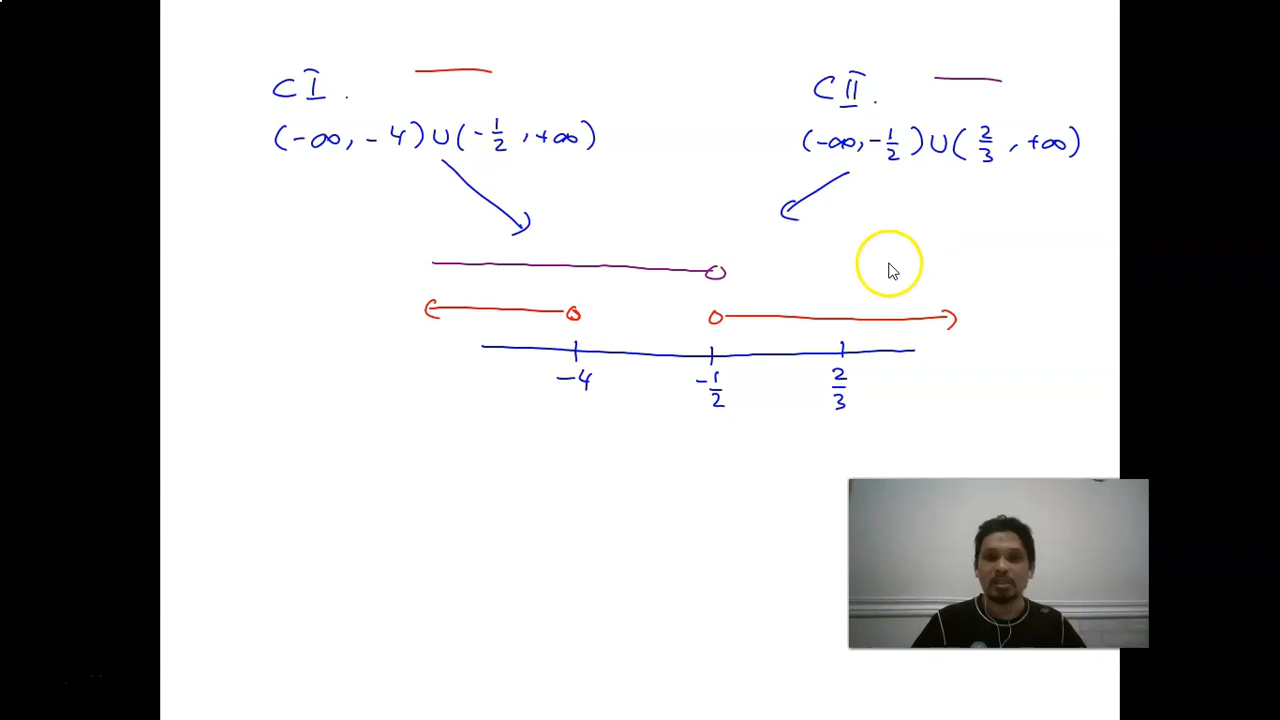 C I.
C II.
(-∞, -4) ∪ (-1/2, +∞)
(-∞, -1/2) ∪ (2/3, +∞)
-4
-1/2
2/3